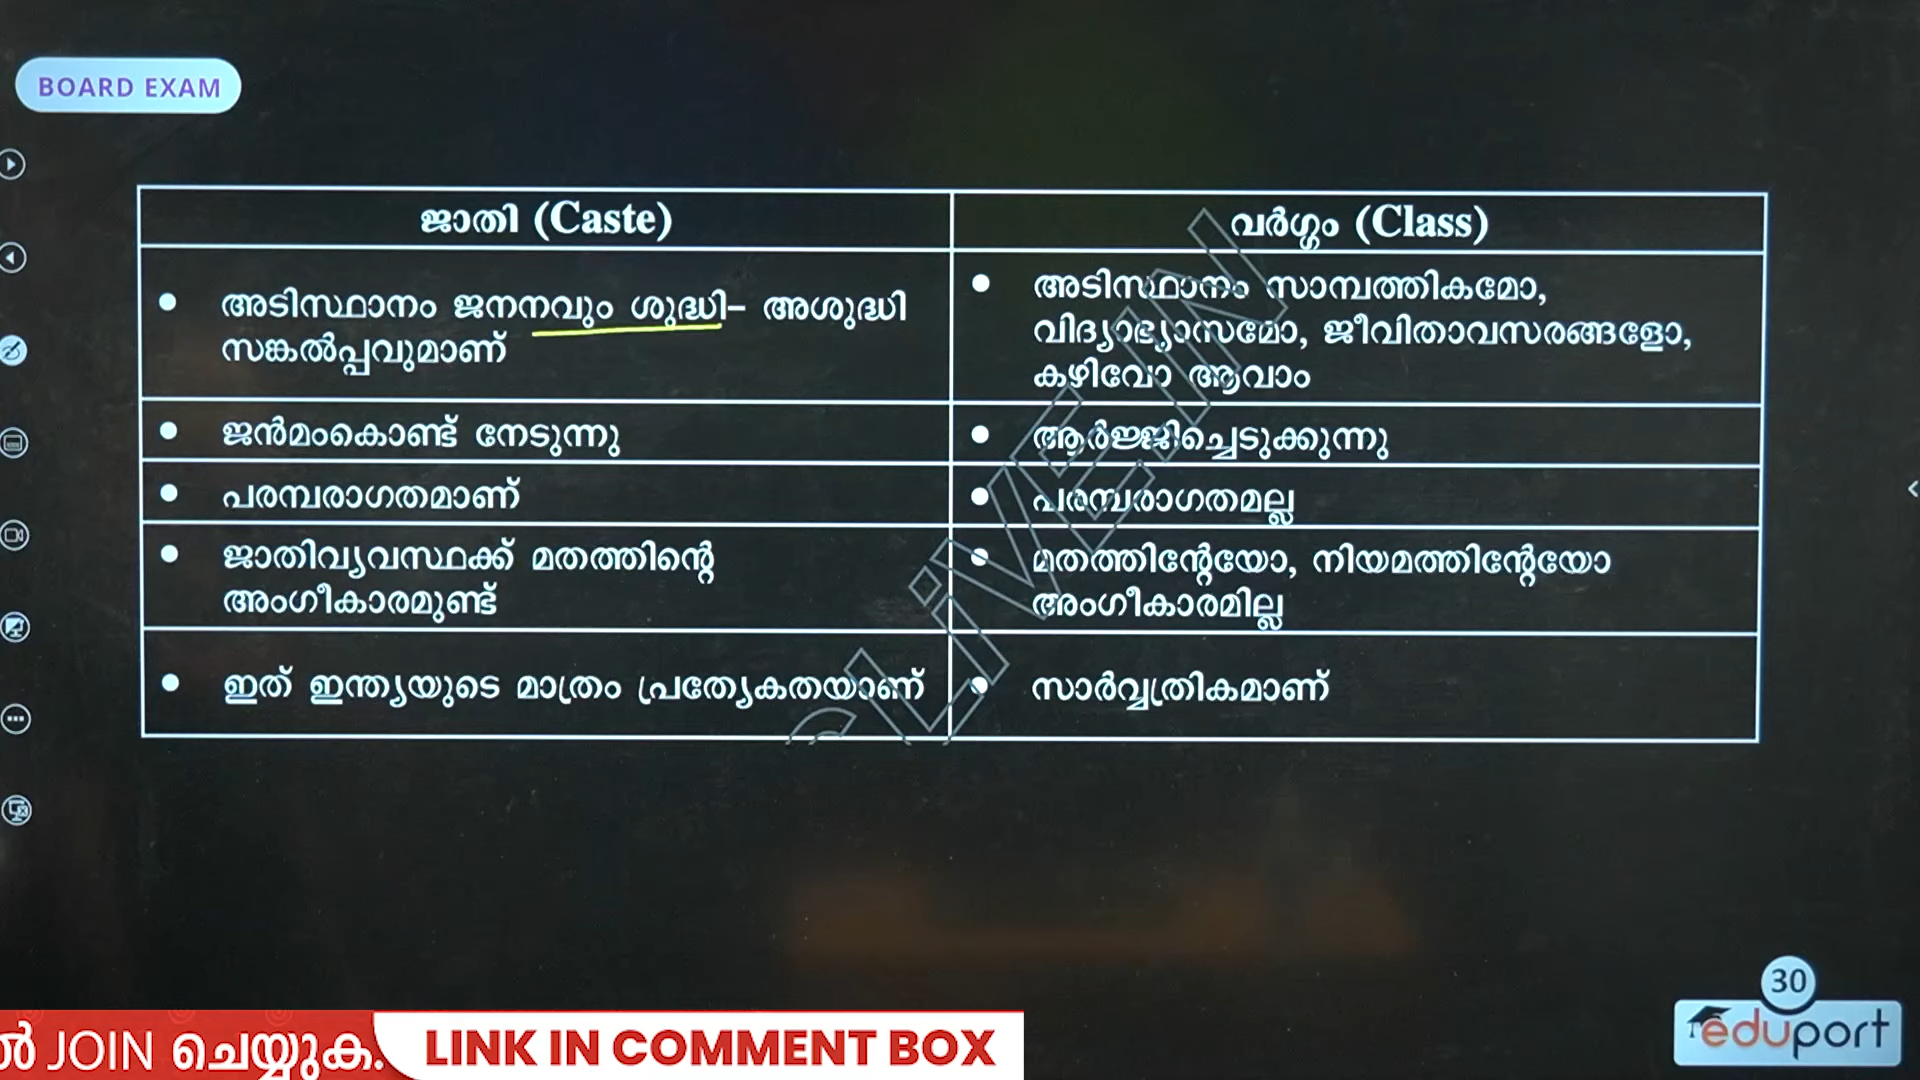 BOARD EXAM
ജാതി (Caste)
വർഗ്ഗം (Class)
അടിസ്ഥാനം ജനനവും ശുദ്ധി- അശുദ്ധി
സങ്കൽപ്പവുമാണ്
അടിസ്ഥാനം സാമ്പത്തികമോ,
വിദ്യാഭ്യാസമോ, ജീവിതാവസരങ്ങളോ,
കഴിവോ ആവാം
ജൻമംകൊണ്ട് നേടുന്നു
ആർജ്ജിച്ചെടുക്കുന്നു
പരമ്പരാഗതമാണ്
പരമ്പരാഗതമല്ല
ജാതിവ്യവസ്ഥക്ക് മതത്തിന്റെ
അംഗീകാരമുണ്ട്
മതത്തിന്റേയോ, നിയമത്തിന്റേയോ
അംഗീകാരമില്ല
ഇത് ഇന്ത്യയുടെ മാത്രം പ്രത്യേകതയാണ്
സാർവ്വത്രികമാണ്
30
eduport
ൽ JOIN ചെയ്യുക.
LINK IN COMMENT BOX